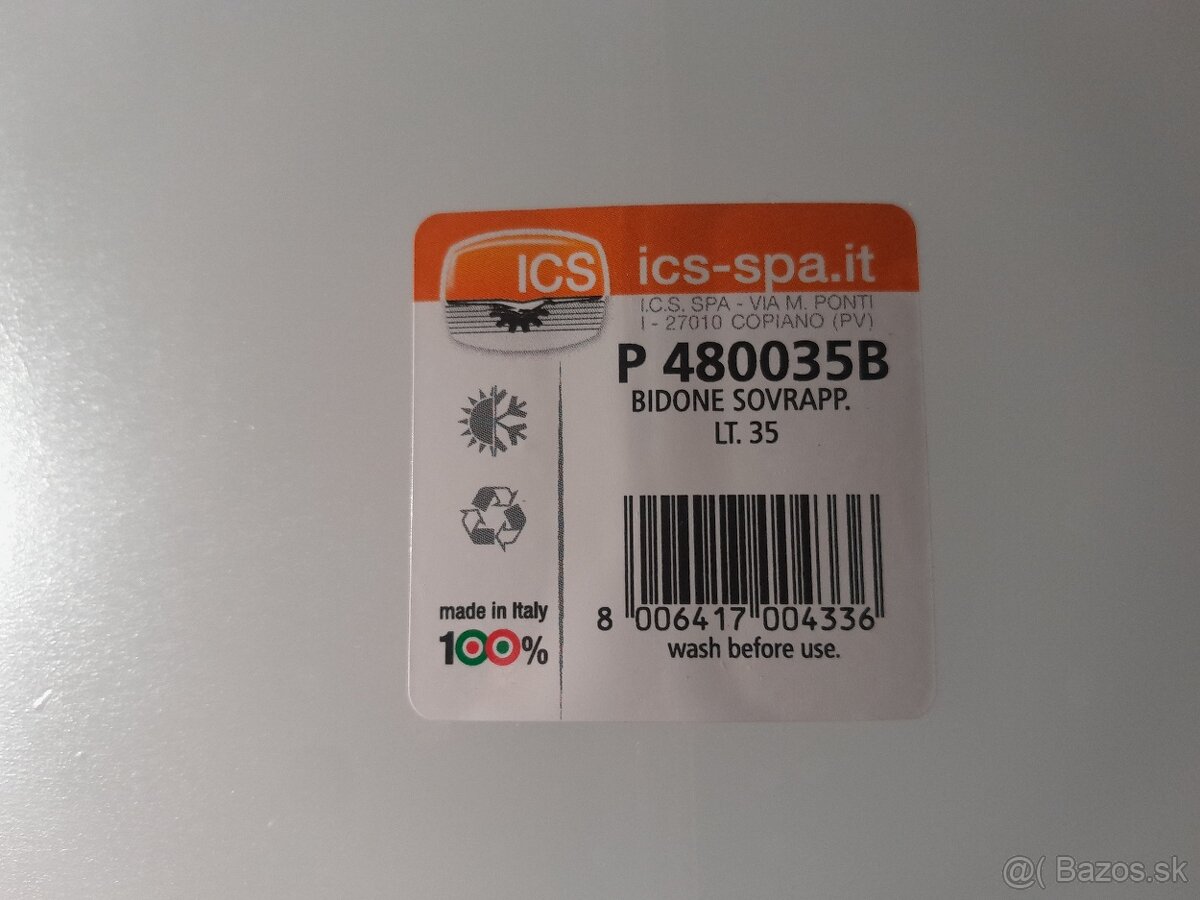 ICS
ics-spa.it
I.C.S. SPA - VIA M. PONTI
I - 27010 COPIANO (PV)
P 480035B
BIDONE SOVRAPP.
LT. 35
8 006417 004336
wash before use.
made in Italy
100%
@( Bazos.sk